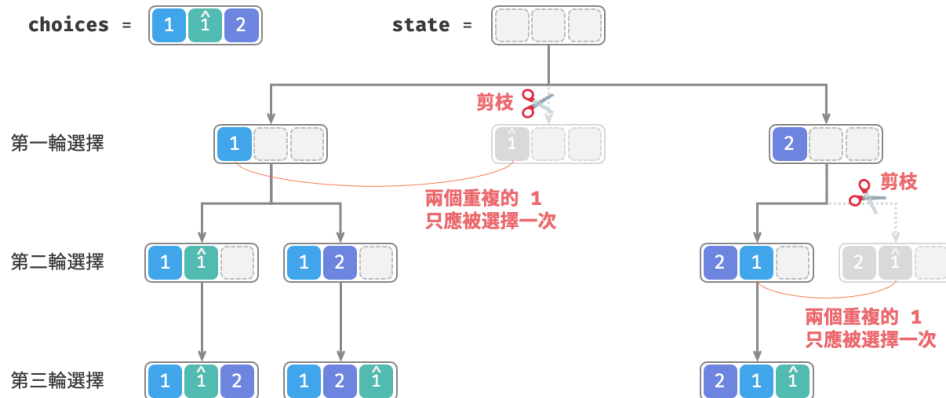 choices = 1 1̂ 2
state =
剪枝
第一輪選擇
1
1̂
2
剪枝
兩個重複的 1
只應被選擇一次
第二輪選擇
1 1̂
1 2
2 1
2 1̂
兩個重複的 1
只應被選擇一次
第三輪選擇
1 1̂ 2
1 2 1̂
2 1 1̂